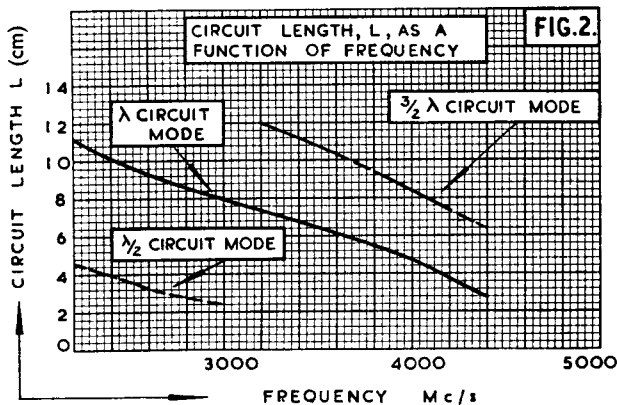 CIRCUIT LENGTH, L, AS A
FUNCTION OF FREQUENCY
FIG.2.
CIRCUIT LENGTH L (cm)
14
12
10
8
6
4
2
0
λ CIRCUIT
MODE
3/2 λ CIRCUIT MODE
λ/2 CIRCUIT MODE
3000
4000
5000
FREQUENCY Mc/s